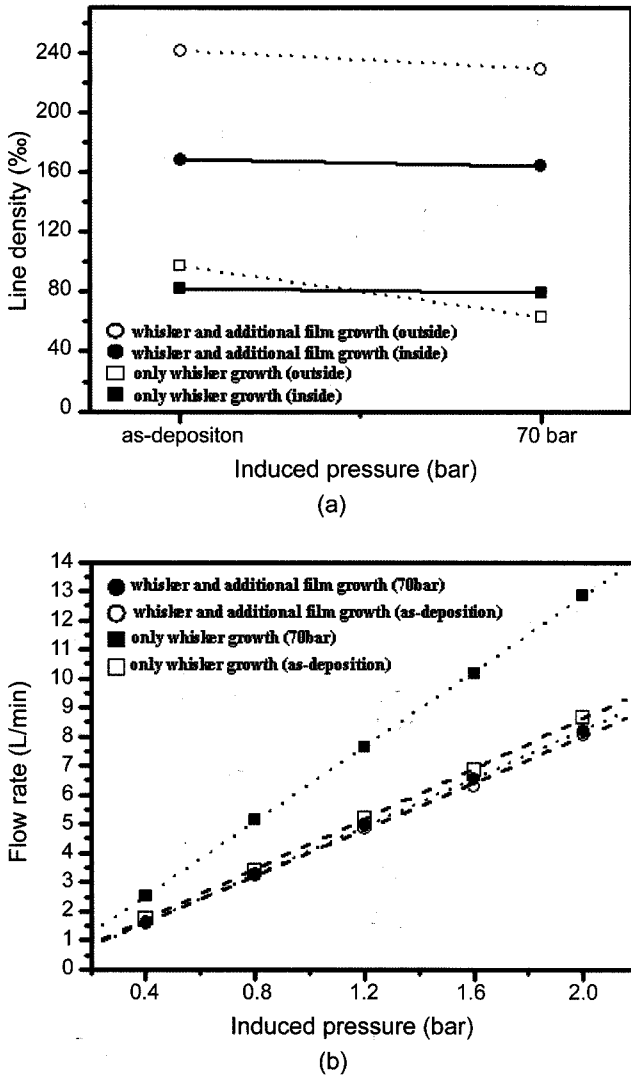 240
200
160
120
80
40
0
Line density (‰)
whisker and additional film growth (outside)
whisker and additional film growth (inside)
only whisker growth (outside)
only whisker growth (inside)
as-depositon
70 bar
Induced pressure (bar)
(a)
14
13
12
11
10
9
8
7
6
5
4
3
2
1
0
Flow rate (L/min)
whisker and additional film growth (70bar)
whisker and additional film growth (as-deposition)
only whisker growth (70bar)
only whisker growth (as-deposition)
0.4
0.8
1.2
1.6
2.0
Induced pressure (bar)
(b)